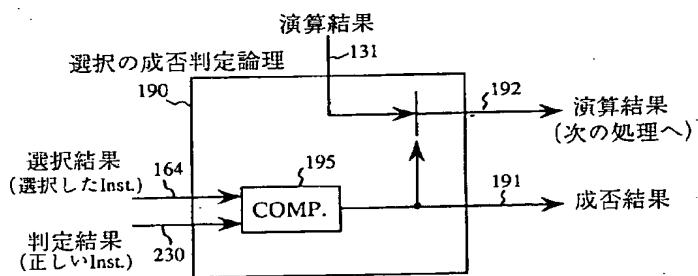 演算結果
選択の成否判定論理
131
190
192
演算結果
(次の処理へ)
選択結果
(選択したInst.)
164
195
COMP.
191
成否結果
判定結果
(正しいInst.)
230